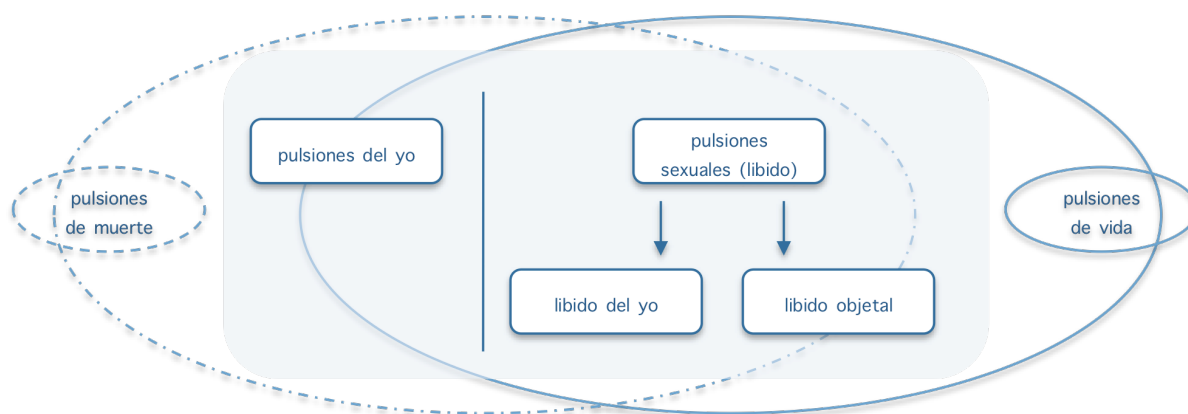 pulsiones del yo
pulsiones
sexuales (libido)
pulsiones
de muerte
pulsiones
de vida
libido del yo
libido objetal